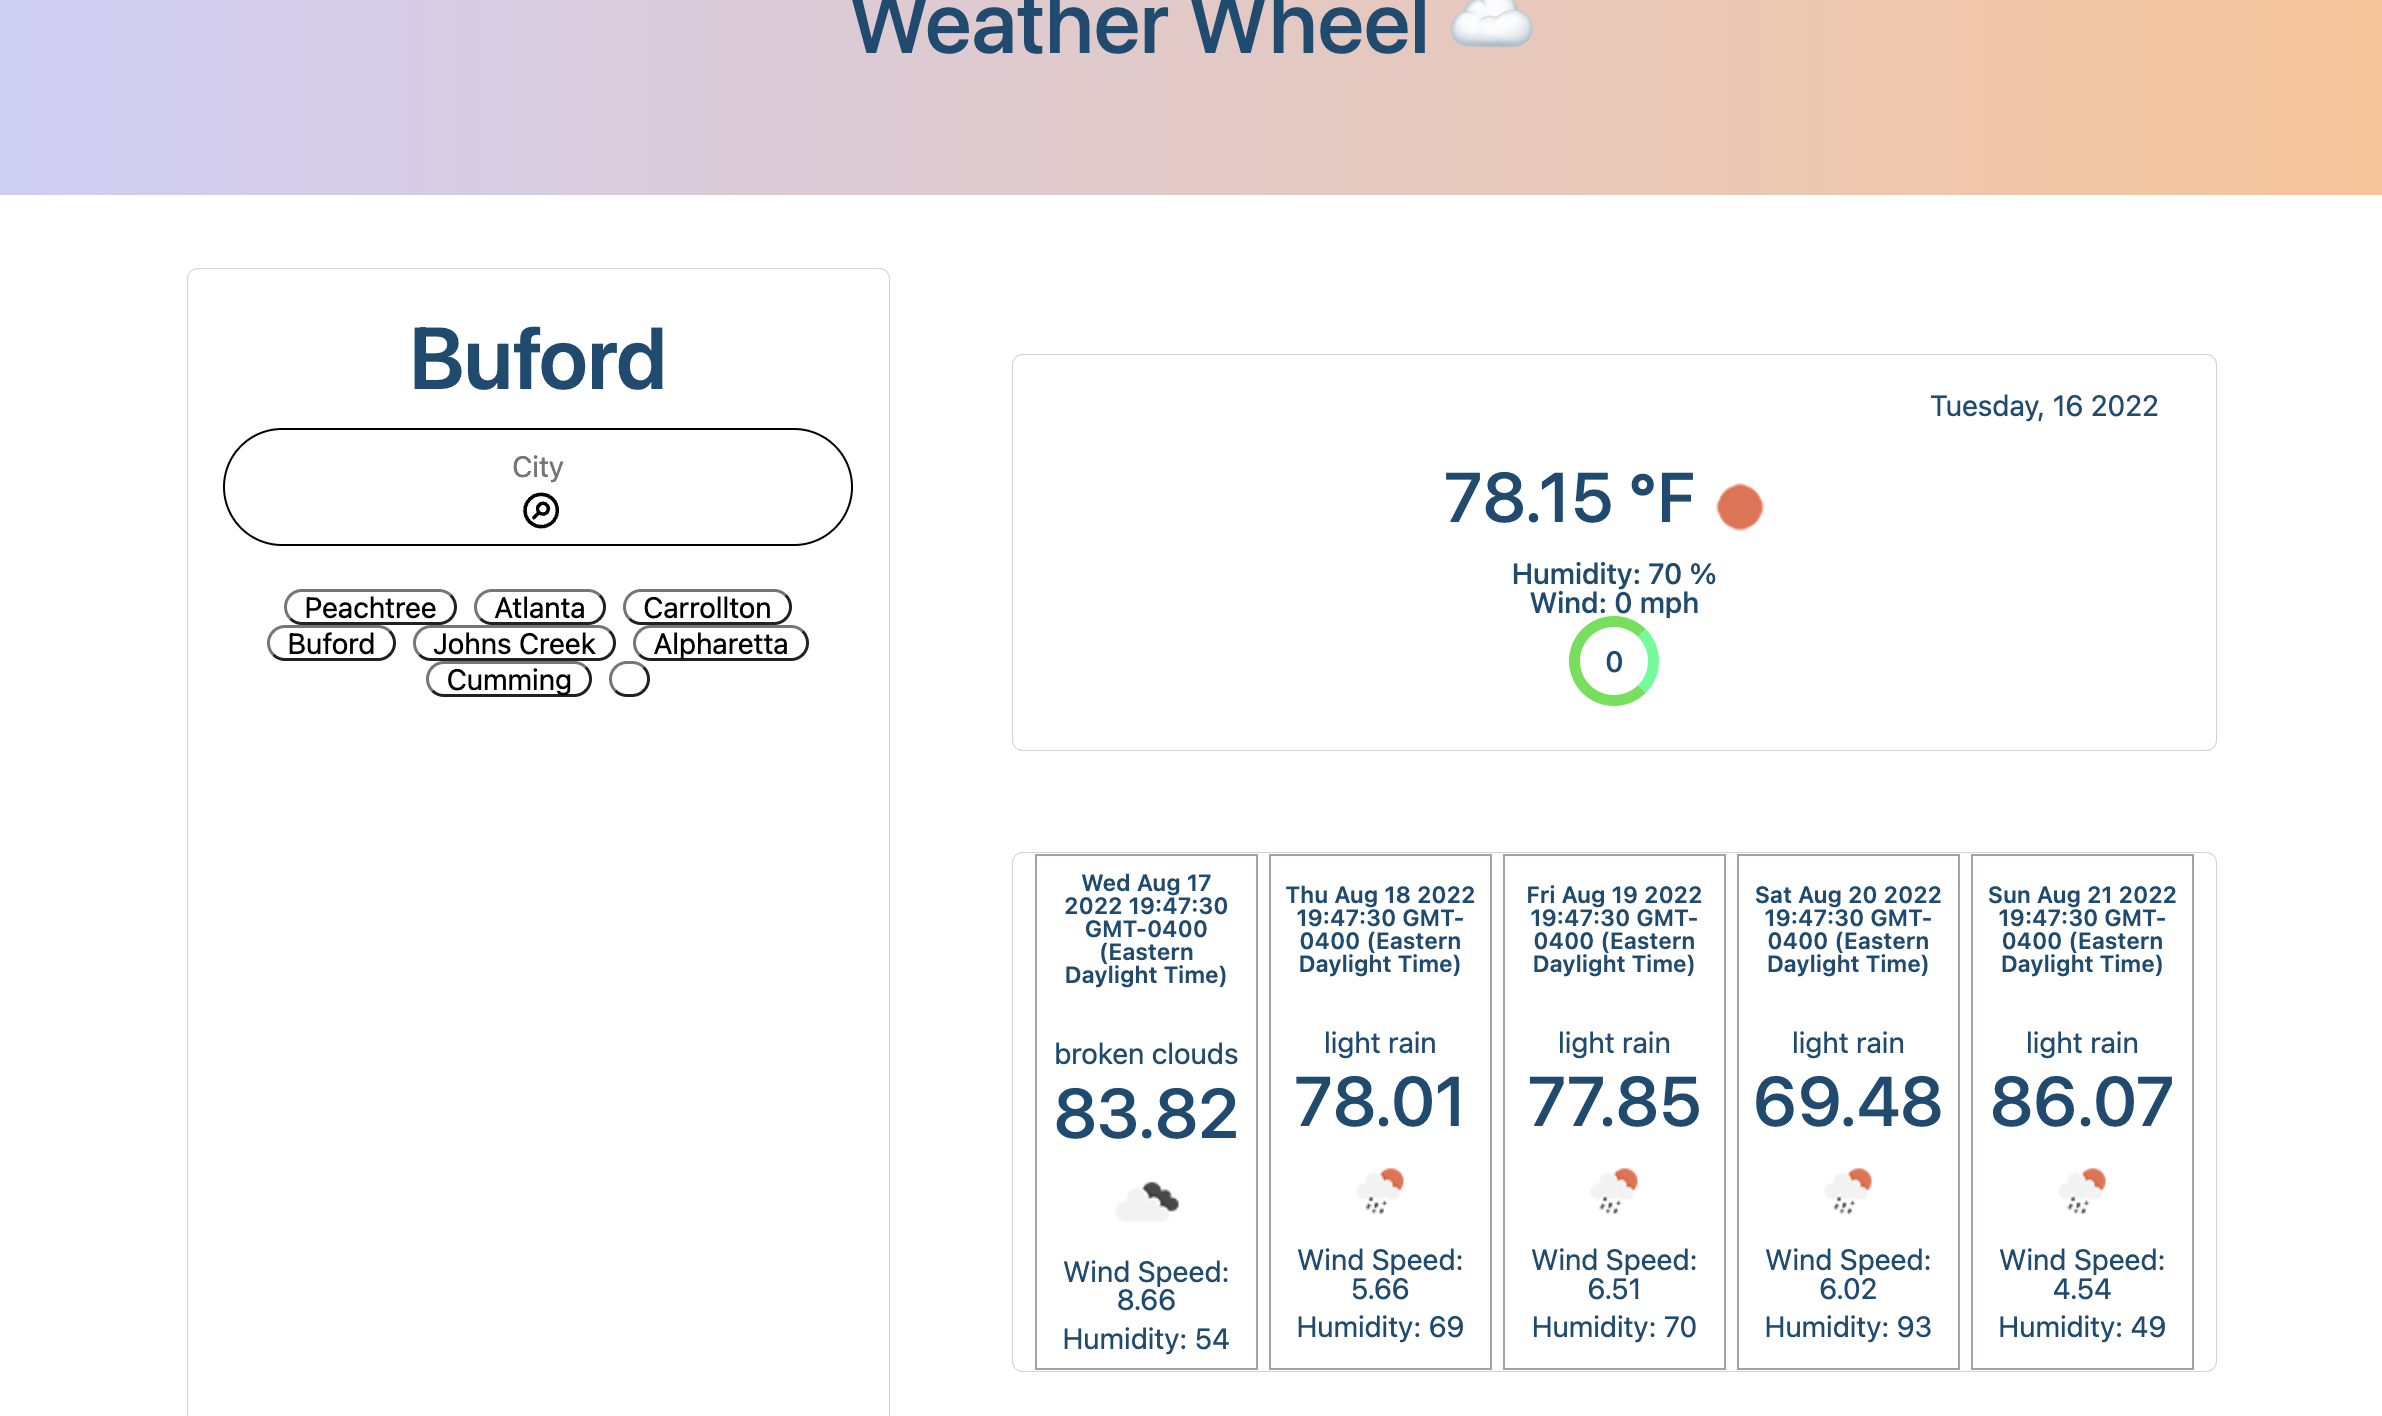 Weather Wheel
Buford
City
Peachtree Atlanta Carrollton
Buford Johns Creek Alpharetta
Cumming
Tuesday, 16 2022
78.15 °F
Humidity: 70 %
Wind: 0 mph
0
Wed Aug 17
2022 19:47:30
GMT-0400
(Eastern
Daylight Time)
broken clouds
83.82
Wind Speed:
8.66
Humidity: 54
Thu Aug 18 2022
19:47:30 GMT-
0400 (Eastern
Daylight Time)
light rain
78.01
Wind Speed:
5.66
Humidity: 69
Fri Aug 19 2022
19:47:30 GMT-
0400 (Eastern
Daylight Time)
light rain
77.85
Wind Speed:
6.51
Humidity: 70
Sat Aug 20 2022
19:47:30 GMT-
0400 (Eastern
Daylight Time)
light rain
69.48
Wind Speed:
6.02
Humidity: 93
Sun Aug 21 2022
19:47:30 GMT-
0400 (Eastern
Daylight Time)
light rain
86.07
Wind Speed:
4.54
Humidity: 49